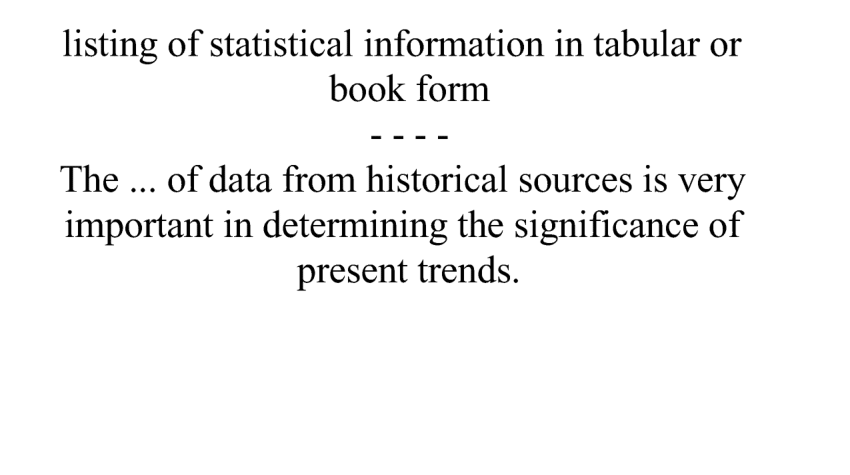 listing of statistical information in tabular or
book form
- - - -
The ... of data from historical sources is very
important in determining the significance of
present trends.